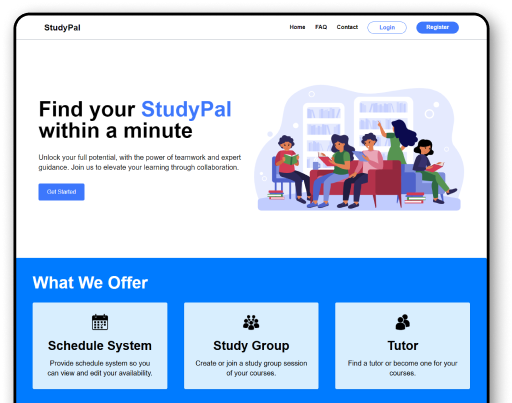 StudyPal
Home FAQ Contact Login Register
Find your StudyPal
within a minute
Unlock your full potential, with the power of teamwork and expert
guidance. Join us to elevate your learning through collaboration.
Get Started
What We Offer
Schedule System
Provide schedule system so you
can view and edit your availability.
Study Group
Create or join a study group session
of your courses.
Tutor
Find a tutor or become one for your
courses.